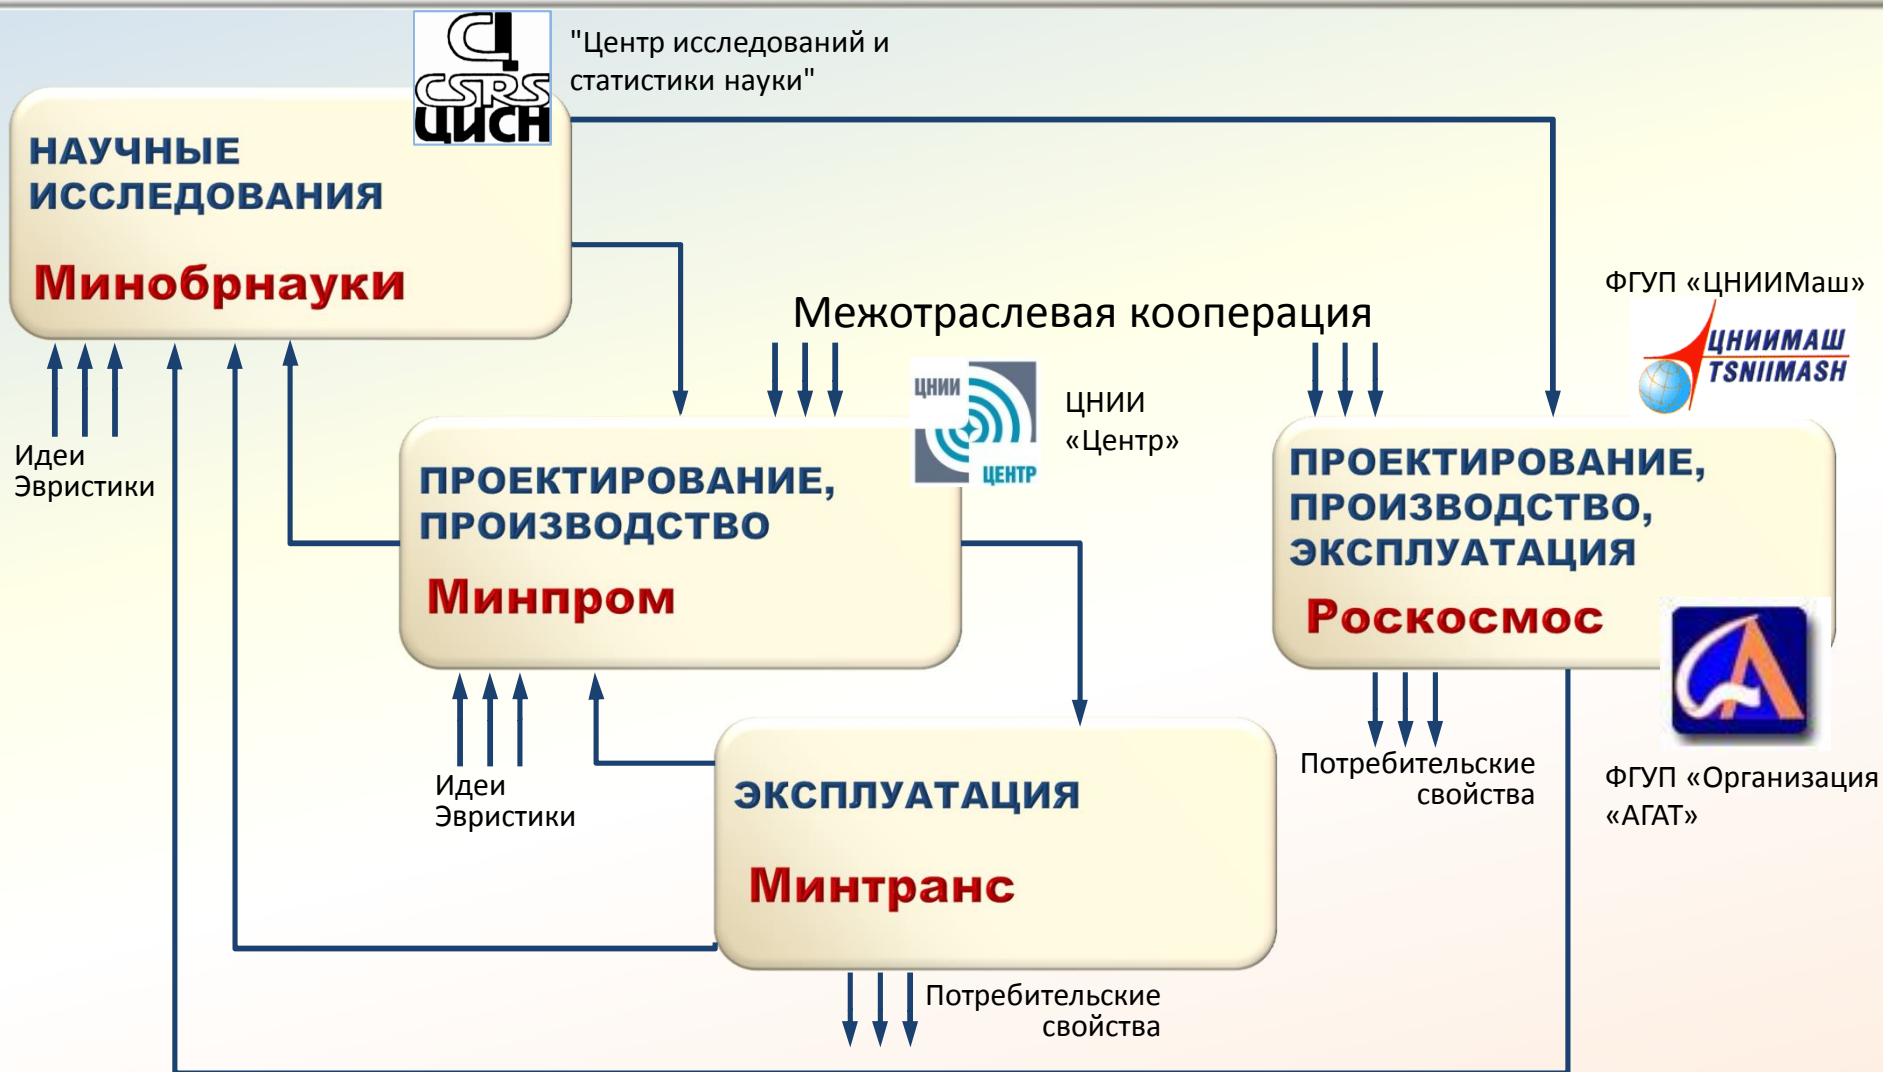 "Центр исследований и
статистики науки"
CSRS
ЦИСН
НАУЧНЫЕ
ИССЛЕДОВАНИЯ
Минобрнауки
Межотраслевая кооперация
ФГУП «ЦНИИМаш»
ЦНИИМАШ
TSNIIMASH
Идеи
Эвристики
ЦНИИ
ЦЕНТР
ЦНИИ
«Центр»
ПРОЕКТИРОВАНИЕ,
ПРОИЗВОДСТВО
Минпром
ПРОЕКТИРОВАНИЕ,
ПРОИЗВОДСТВО,
ЭКСПЛУАТАЦИЯ
Роскосмос
Идеи
Эвристики
ЭКСПЛУАТАЦИЯ
Минтранс
Потребительские
свойства
ФГУП «Организация
«АГАТ»
Потребительские
свойства